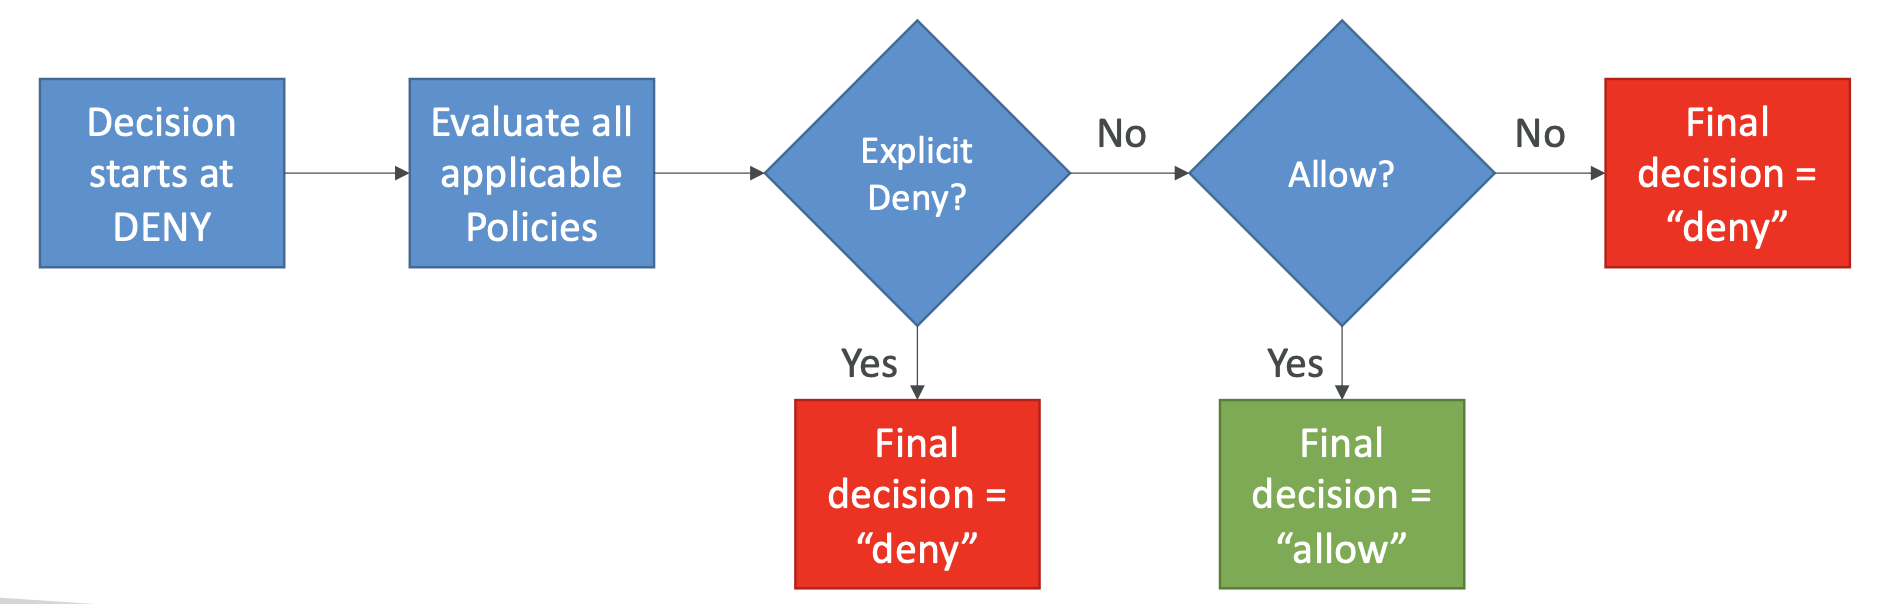 Decision
starts at
DENY
Evaluate all
applicable
Policies
Explicit
Deny?
No
Allow?
No
Final
decision =
“deny”
Yes
Final
decision =
“deny”
Yes
Final
decision =
“allow”